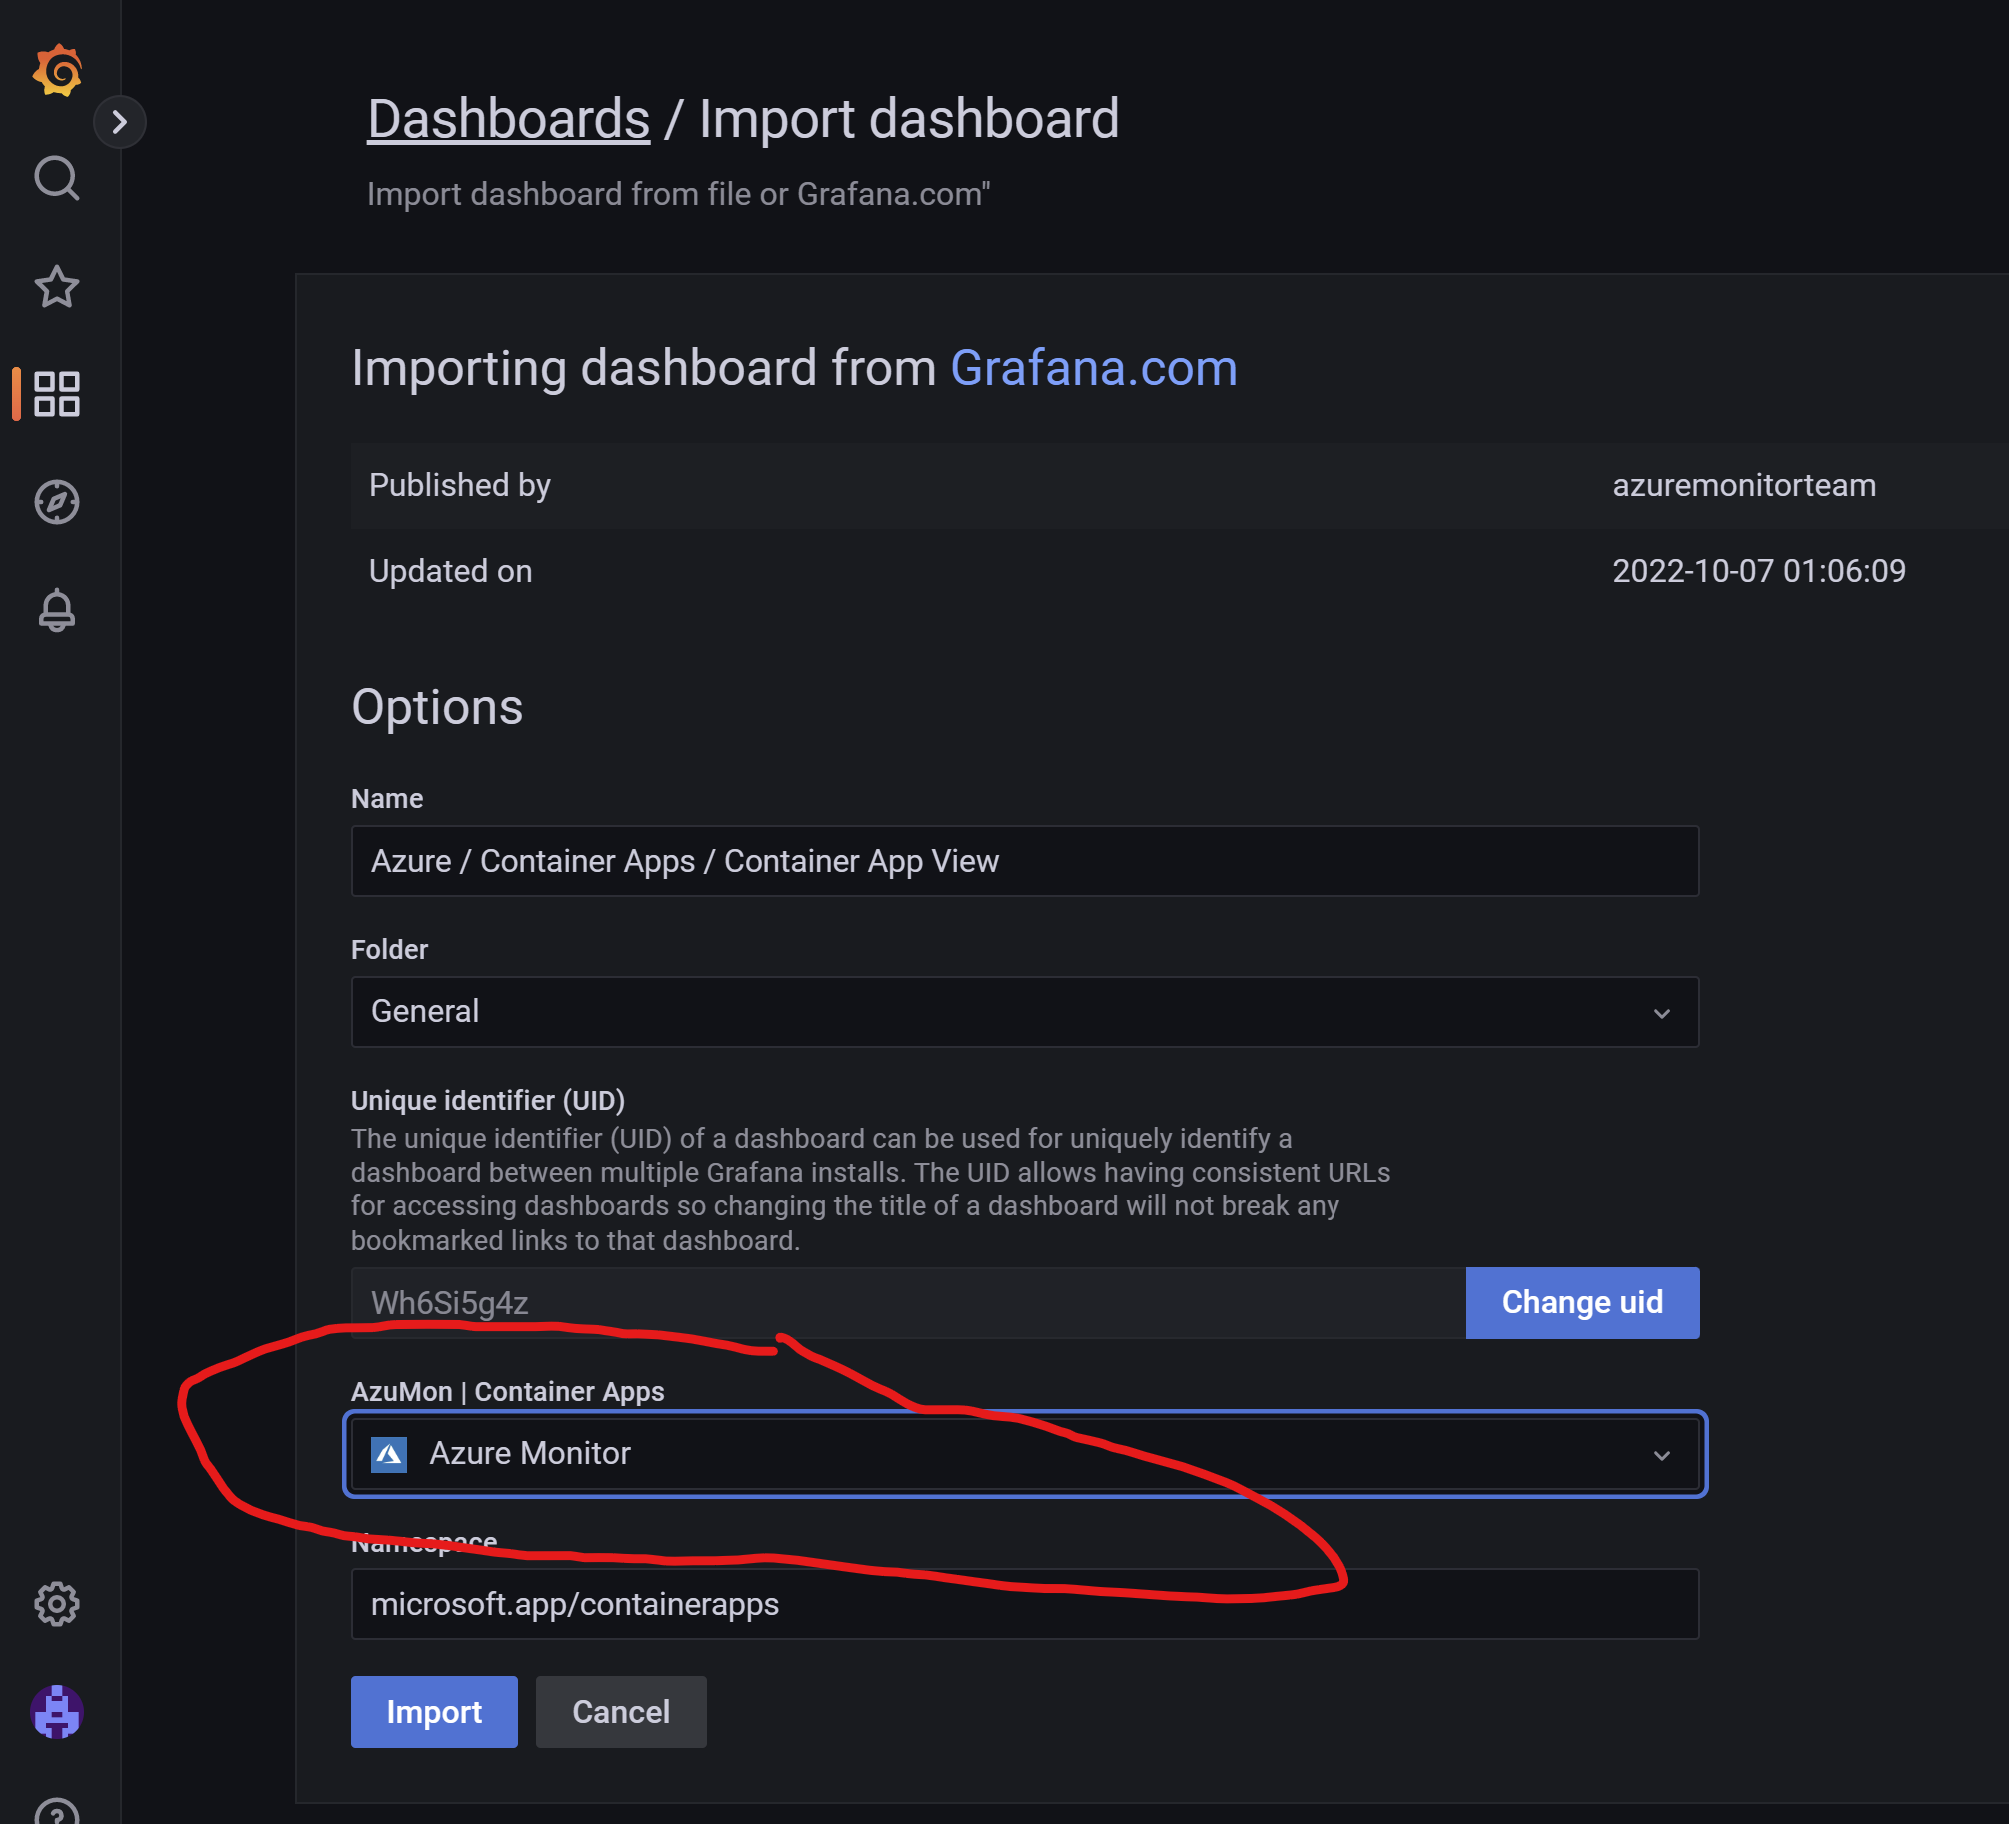 Dashboards / Import dashboard
Import dashboard from file or Grafana.com"
Importing dashboard from Grafana.com
Published by azuremonitorteam
Updated on 2022-10-07 01:06:09
Options
Name
Azure / Container Apps / Container App View
Folder
General
Unique identifier (UID)
The unique identifier (UID) of a dashboard can be used for uniquely identify a
dashboard between multiple Grafana installs. The UID allows having consistent URLs
for accessing dashboards so changing the title of a dashboard will not break any
bookmarked links to that dashboard.
Wh6Si5g4z
Change uid
AzuMon | Container Apps
Azure Monitor
Namespace
microsoft.app/containerapps
Import Cancel